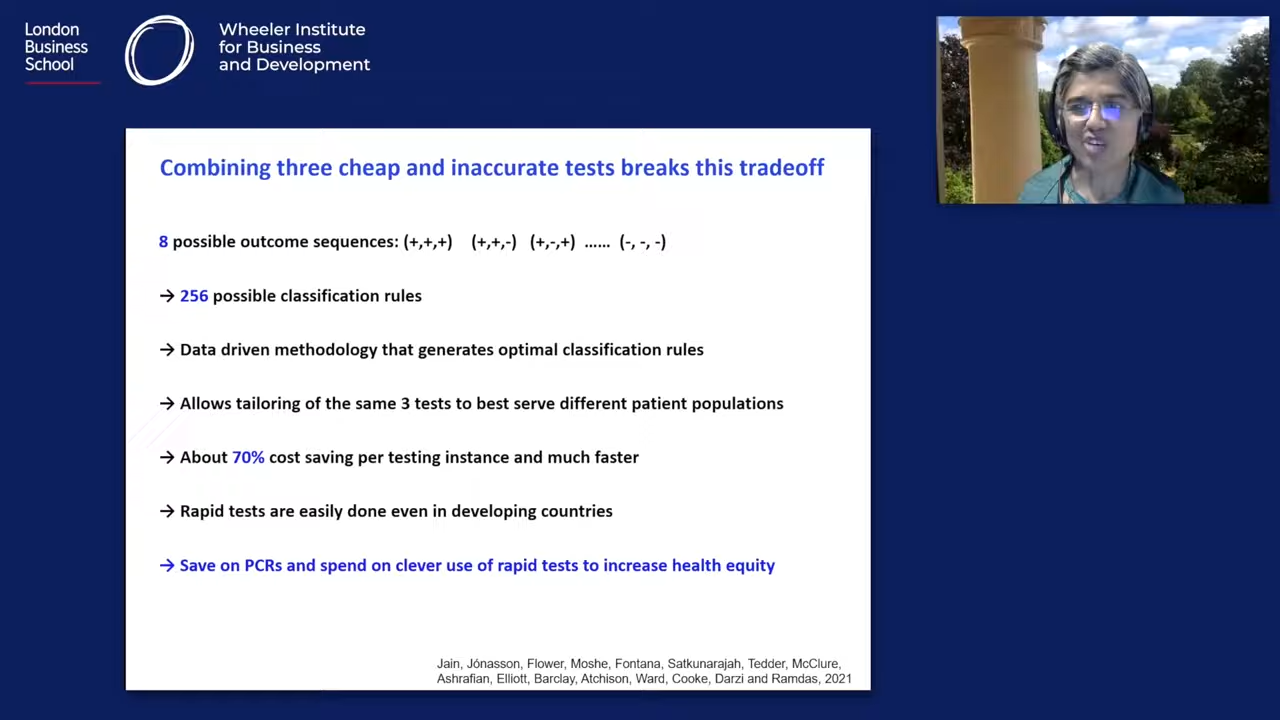 London
Business
School
Wheeler Institute
for Business
and Development
Combining three cheap and inaccurate tests breaks this tradeoff
8 possible outcome sequences: (+,+,+) (+,+,-) (+,-,+) ...... (-, -, -)
→ 256 possible classification rules
→ Data driven methodology that generates optimal classification rules
→ Allows tailoring of the same 3 tests to best serve different patient populations
→ About 70% cost saving per testing instance and much faster
→ Rapid tests are easily done even in developing countries
→ Save on PCRs and spend on clever use of rapid tests to increase health equity
Jain, Jónasson, Flower, Moshe, Fontana, Satkunarajah, Tedder, McClure,
Ashrafian, Elliott, Barclay, Atchison, Ward, Cooke, Darzi and Ramdas, 2021